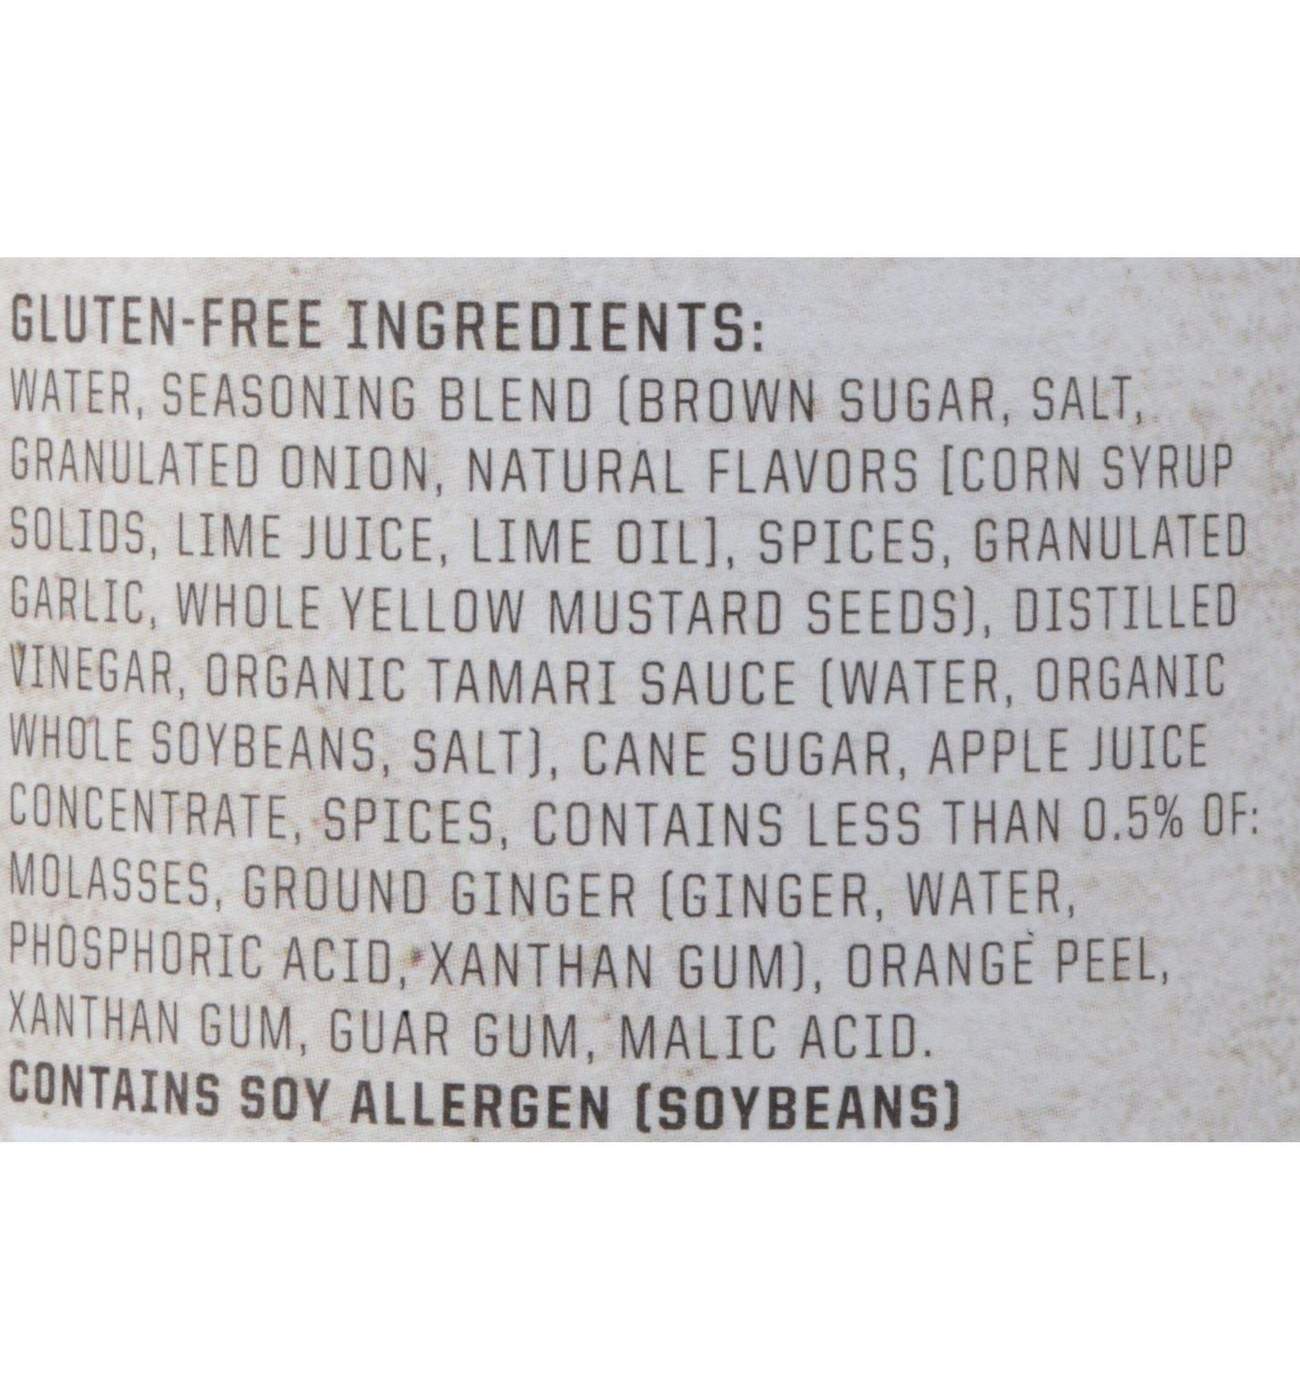 GLUTEN-FREE INGREDIENTS:
WATER, SEASONING BLEND (BROWN SUGAR, SALT,
GRANULATED ONION, NATURAL FLAVORS [CORN SYRUP
SOLIDS, LIME JUICE, LIME OIL], SPICES, GRANULATED
GARLIC, WHOLE YELLOW MUSTARD SEEDS), DISTILLED
VINEGAR, ORGANIC TAMARI SAUCE (WATER, ORGANIC
WHOLE SOYBEANS, SALT), CANE SUGAR, APPLE JUICE
CONCENTRATE, SPICES, CONTAINS LESS THAN 0.5% OF:
MOLASSES, GROUND GINGER (GINGER, WATER,
PHOSPHORIC ACID, XANTHAN GUM), ORANGE PEEL,
XANTHAN GUM, GUAR GUM, MALIC ACID.
CONTAINS SOY ALLERGEN (SOYBEANS)